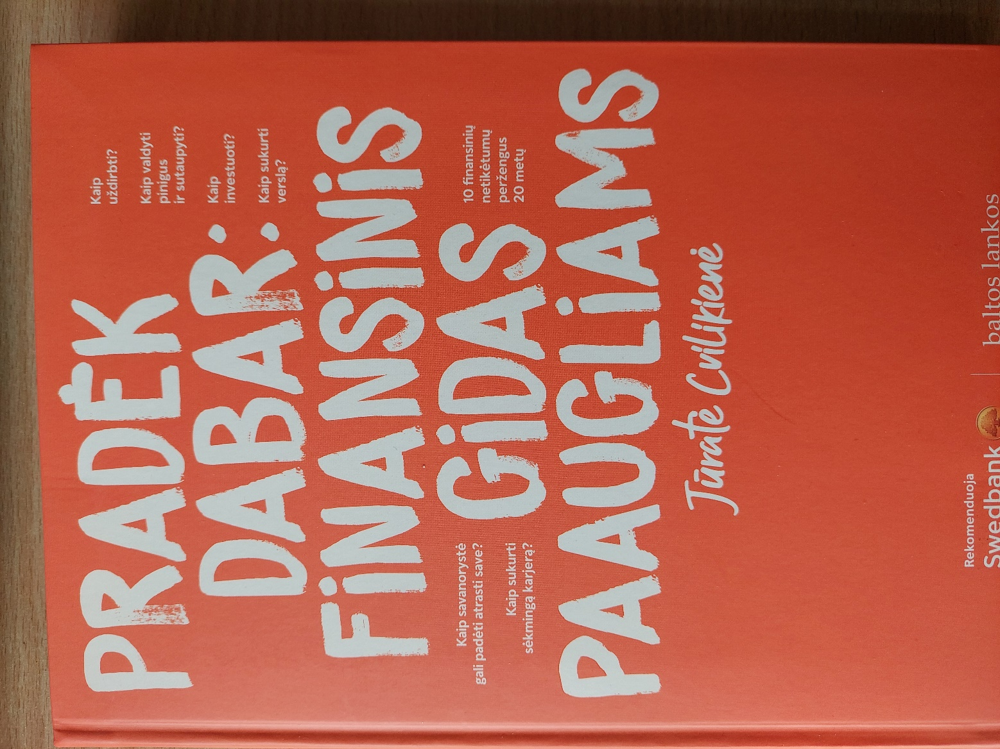 PRADĖK
Kaip
uždirbti?
Kaip valdyti
pinigus
ir sutaupyti?
DABAR:
Kaip
investuoti?
Kaip sukurti
verslą?
FINANSINIS
Kaip savanorystė
gali padėti atrasti save?
Kaip sukurti
sėkmingą karjerą?
GIDAS
10 finansinių
netikėtumų
peržengus
20 metų
PAAUGLIAMS
Jūratė Cvilikienė
Rekomenduoja
Swedbank
baltos lankos